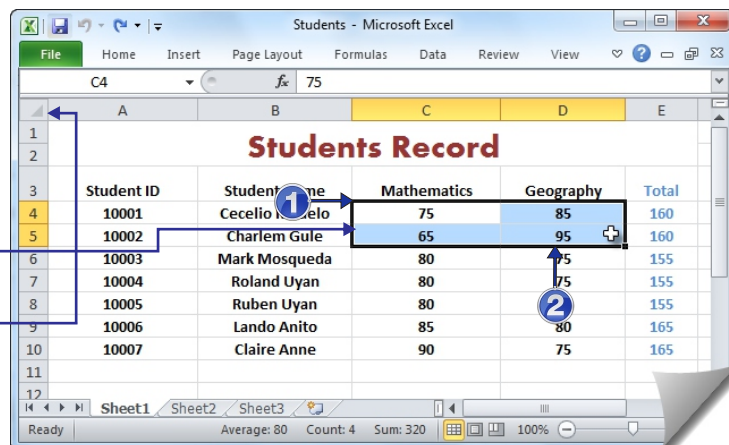 Students - Microsoft Excel
File Home Insert Page Layout Formulas Data Review View
C4 fx 75
A B C D E
1
2
Students Record
3 Student ID Mathematics Geography Total
4 10001 Cecelio 75 85 160
5 10002 Charlem Gule 65 95 160
6 10003 Mark Mosqueda 80 75 155
7 10004 Roland Uyan 80 75 155
8 10005 Ruben Uyan 80 155
9 10006 Lando Anito 85 80 165
10 10007 Claire Anne 90 75 165
11
12
1
2
Sheet1 Sheet2 Sheet3
Ready Average: 80 Count: 4 Sum: 320 100%